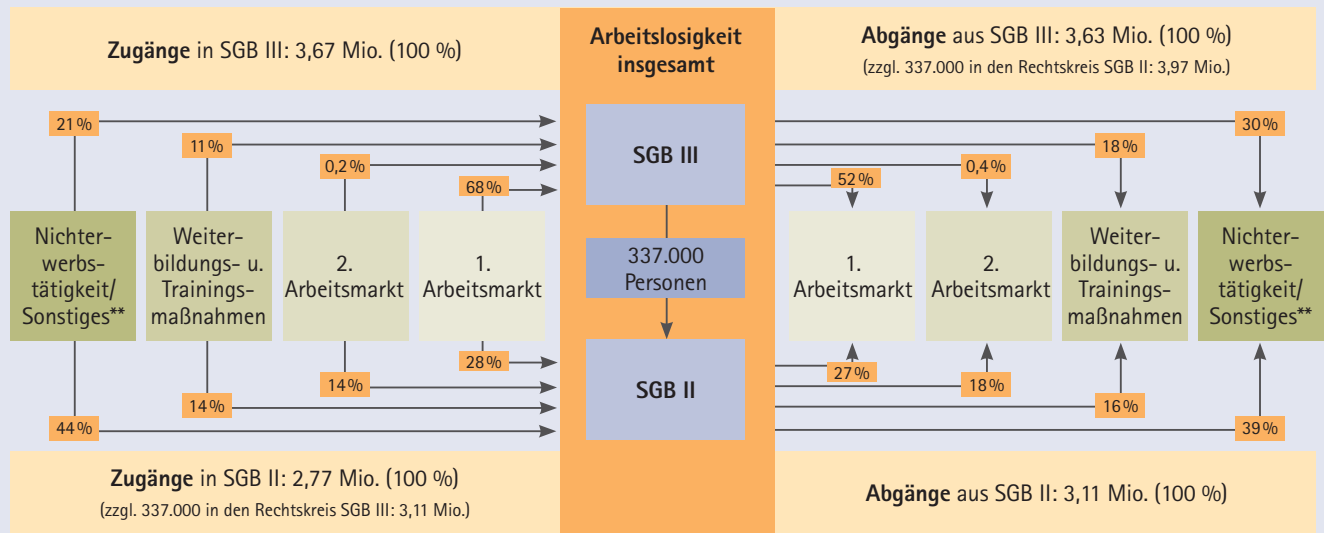 Zugänge in SGB III: 3,67 Mio. (100 %)
Arbeitslosigkeit
insgesamt
Abgänge aus SGB III: 3,63 Mio. (100 %)
(zzgl. 337.000 in den Rechtskreis SGB II: 3,97 Mio.)
21 %
11 %
0,2 %
68 %
SGB III
52 %
0,4 %
18 %
30 %
Nichter-
werbs-
tätigkeit/
Sonstiges**
Weiter-
bildungs- u.
Trainings-
maßnahmen
2.
Arbeitsmarkt
1.
Arbeitsmarkt
337.000
Personen
1.
Arbeitsmarkt
2.
Arbeitsmarkt
Weiter-
bildungs- u.
Trainings-
maßnahmen
Nichter-
werbs-
tätigkeit/
Sonstiges**
44 %
14 %
14 %
28 %
SGB II
27 %
18 %
16 %
39 %
Zugänge in SGB II: 2,77 Mio. (100 %)
(zzgl. 337.000 in den Rechtskreis SGB III: 3,11 Mio.)
Abgänge aus SGB II: 3,11 Mio. (100 %)